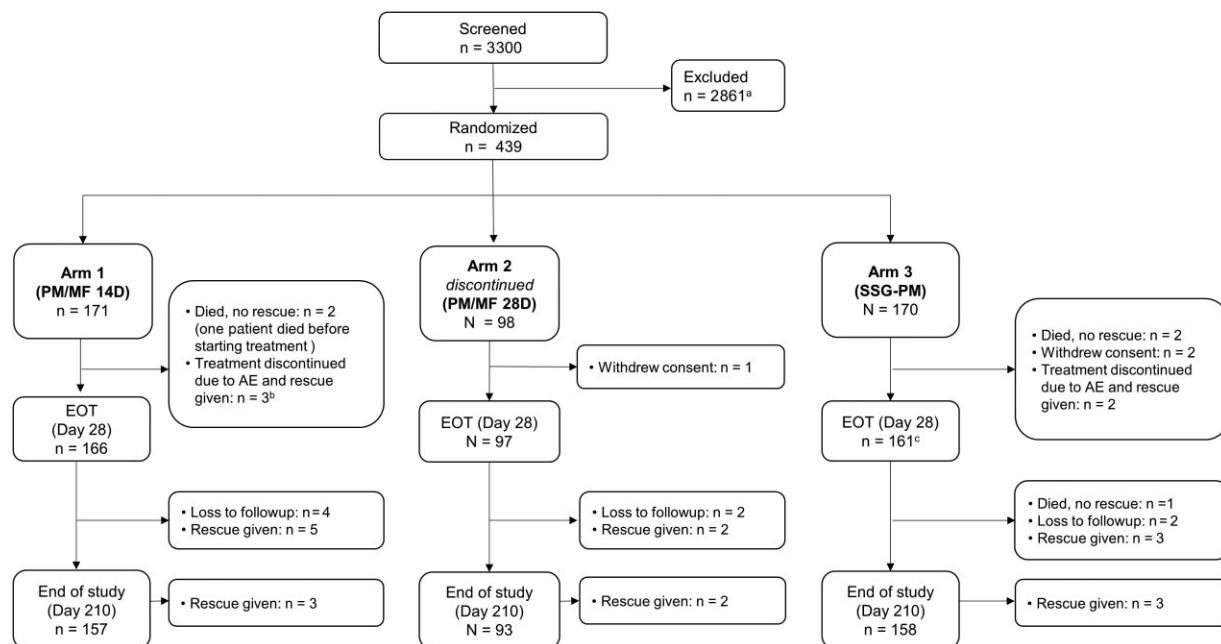 Screened
n = 3300
Excluded
n = 2861ᵃ
Randomized
n = 439
Arm 1
(PM/MF 14D)
n = 171
• Died, no rescue: n = 2
(one patient died before
starting treatment )
• Treatment discontinued
due to AE and rescue
given: n = 3ᵇ
EOT
(Day 28)
n = 166
• Loss to followup: n = 4
• Rescue given: n = 5
End of study
(Day 210)
n = 157
• Rescue given: n = 3
Arm 2
discontinued
(PM/MF 28D)
N = 98
• Withdrew consent: n = 1
EOT (Day 28)
N = 97
• Loss to followup: n = 2
• Rescue given: n = 2
End of study
(Day 210)
N = 93
• Rescue given: n = 2
Arm 3
(SSG-PM)
N = 170
• Died, no rescue: n = 2
• Withdrew consent: n = 2
• Treatment discontinued
due to AE and rescue
given: n = 2
EOT (Day 28)
n = 161ᶜ
• Died, no rescue: n =1
• Loss to followup: n = 2
• Rescue given: n = 3
End of study
(Day 210)
n = 158
• Rescue given: n = 3